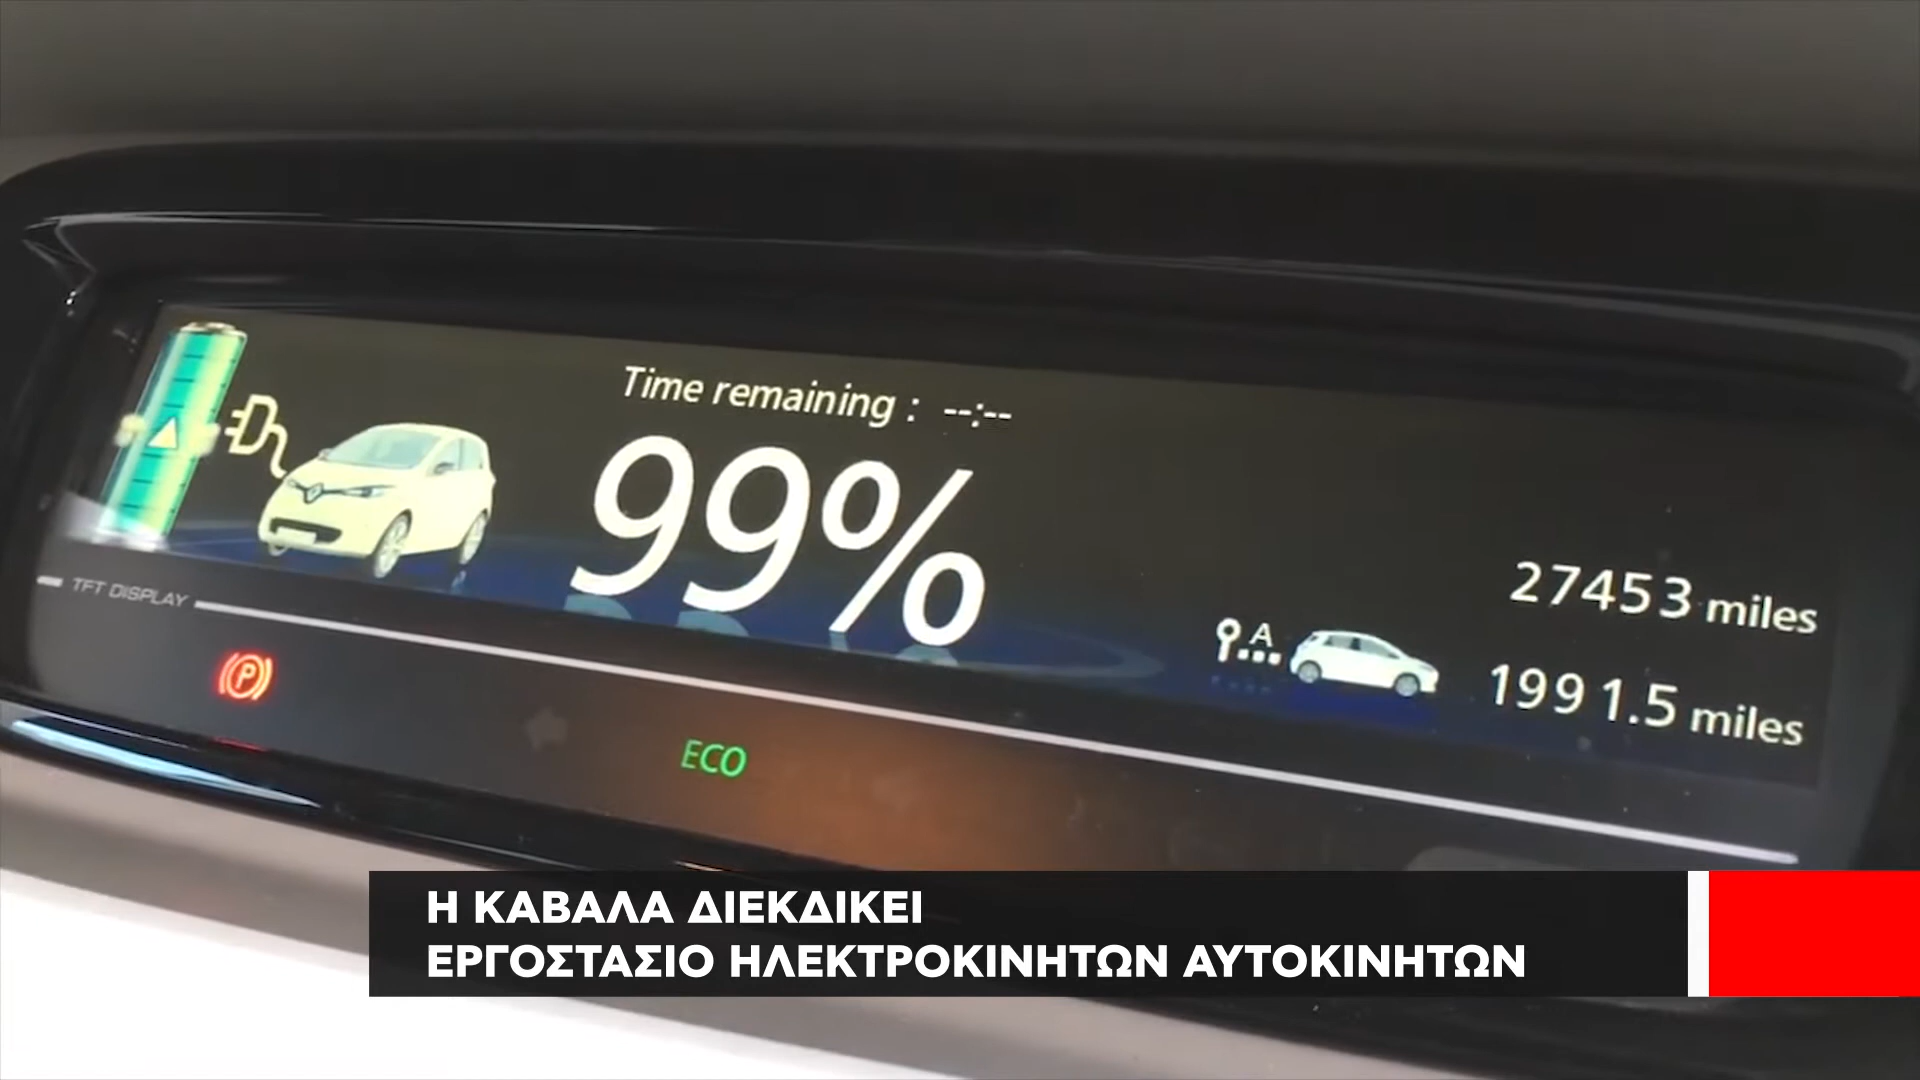 Time remaining : --:--
99%
27453 miles
A
1991.5 miles
TFT DISPLAY
P
ECO
Η ΚΑΒΑΛΑ ΔΙΕΚΔΙΚΕΙ
ΕΡΓΟΣΤΑΣΙΟ ΗΛΕΚΤΡΟΚΙΝΗΤΩΝ ΑΥΤΟΚΙΝΗΤΩΝ